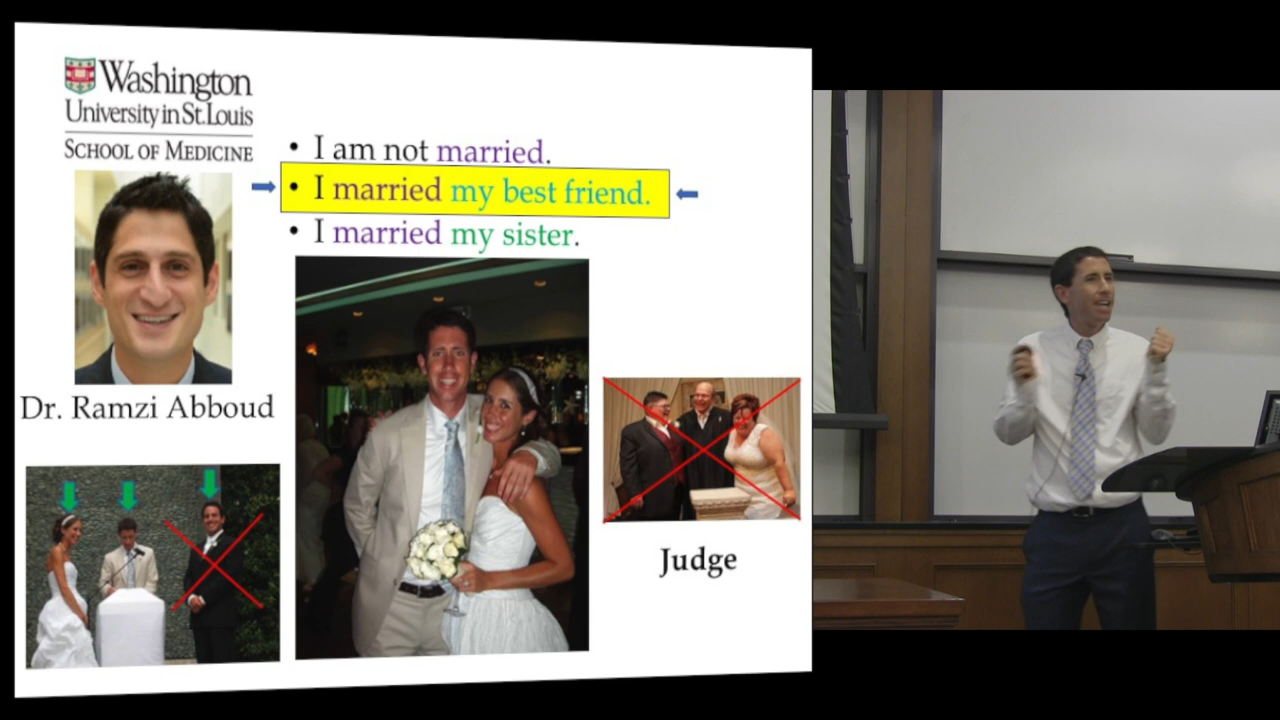 Washington
University in St. Louis
SCHOOL OF MEDICINE
• I am not married.
• I married my best friend.
• I married my sister.
Dr. Ramzi Abboud
Judge